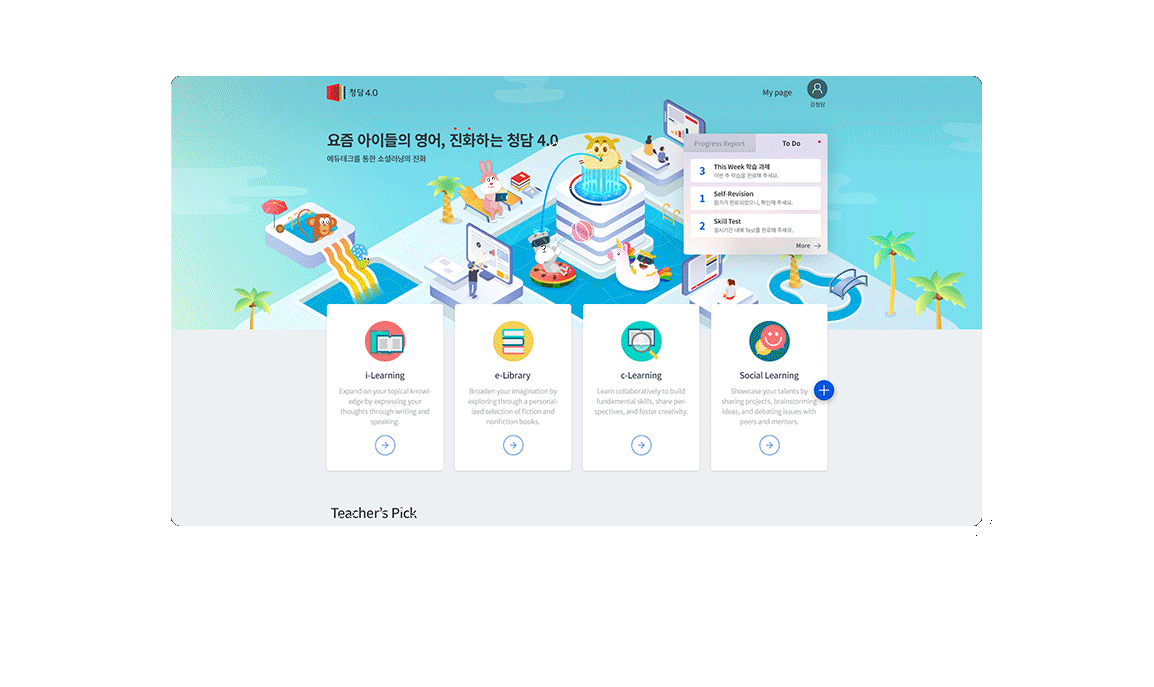 청담 4.0
My page
김청담
요즘 아이들의 영어, 진화하는 청담 4.0
에듀테크를 통한 소셜러닝의 진화
Progress Report
To Do
3
This Week 학습 과제
이번 주 학습을 완료해 주세요.
1
Self-Revision
첨가가 완료되었으니, 확인해 주세요.
2
Skill Test
응시기간 내에 Test를 완료해 주세요.
More
i-Learning
Expand on your topical knowl-
edge by expressing your
thoughts through writing and
speaking.
e-Library
Broaden your imagination by
exploring through a personal-
ized selection of fiction and
nonfiction books.
c-Learning
Learn collaboratively to build
fundamental skills, share per-
spectives, and foster creativity.
Social Learning
Showcase your talents by
sharing projects, brainstorming
ideas, and debating issues with
peers and mentors.
Teacher's Pick